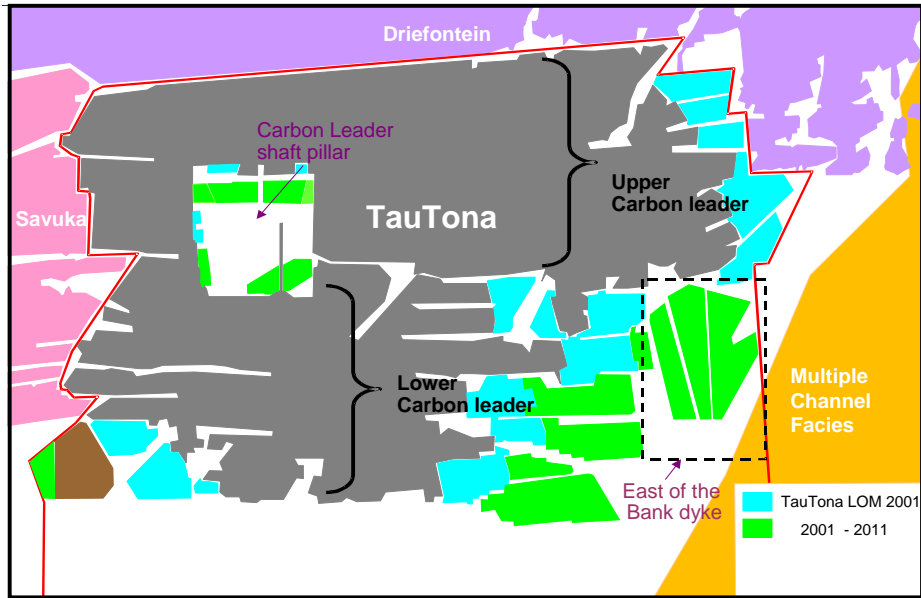 Driefontein
Carbon Leader
shaft pillar
Upper
Carbon leader
TauTona
Savuka
Lower
Carbon leader
Multiple
Channel
Facies
East of the
Bank dyke
TauTona LOM 2001
2001 - 2011